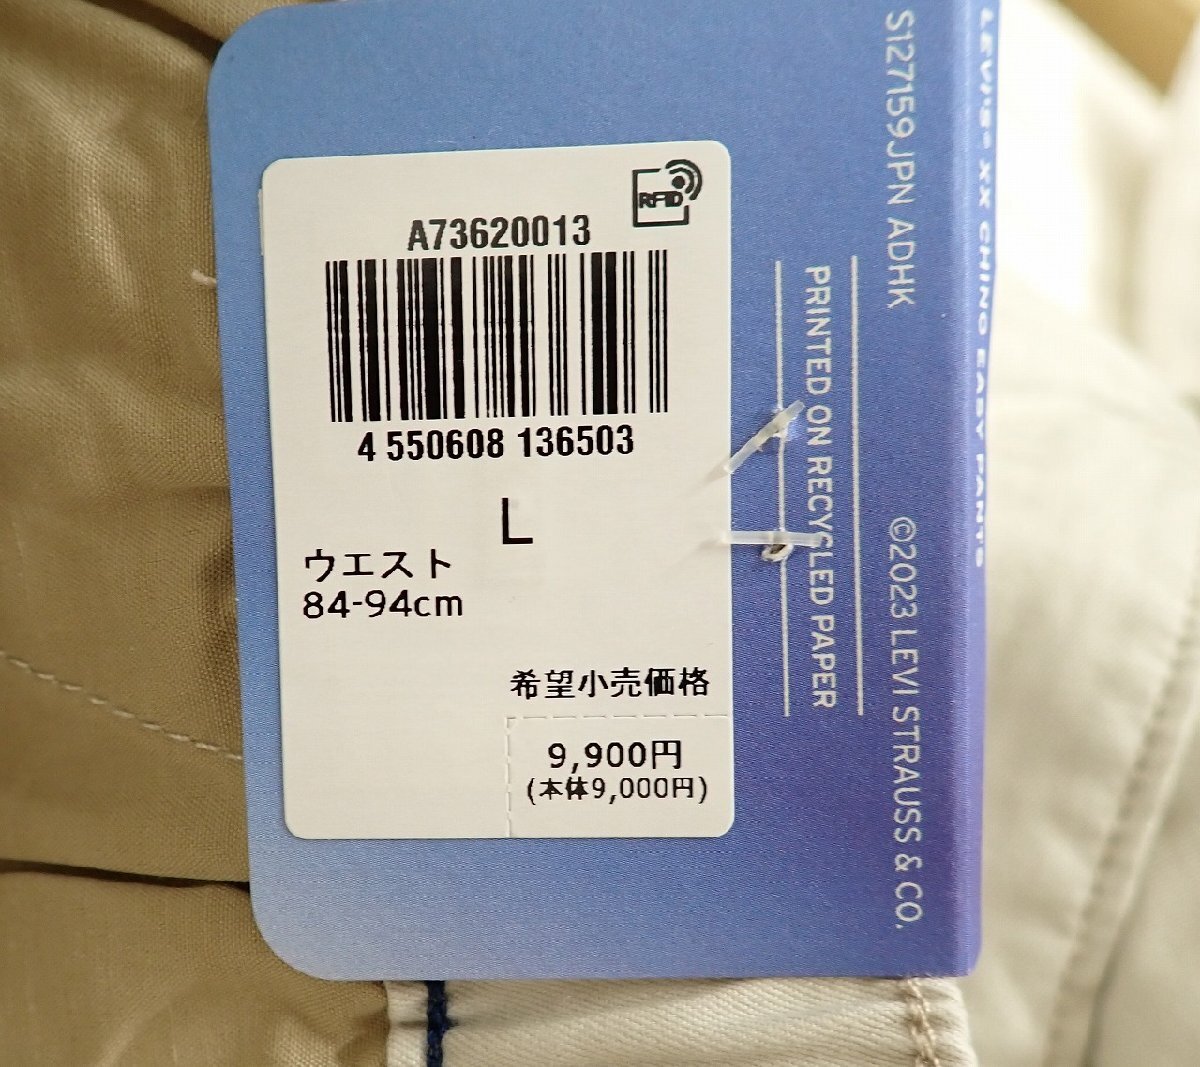 RFID
A73620013
4 550608 136503
L
ウエスト
84-94cm
希望小売価格
9,900円
(本体9,000円)
PRINTED ON RECYCLED PAPER
S127159JPN ADHK
©2023 LEVI STRAUSS & CO.
LEVI'S® XX CHINO EASY PANTS